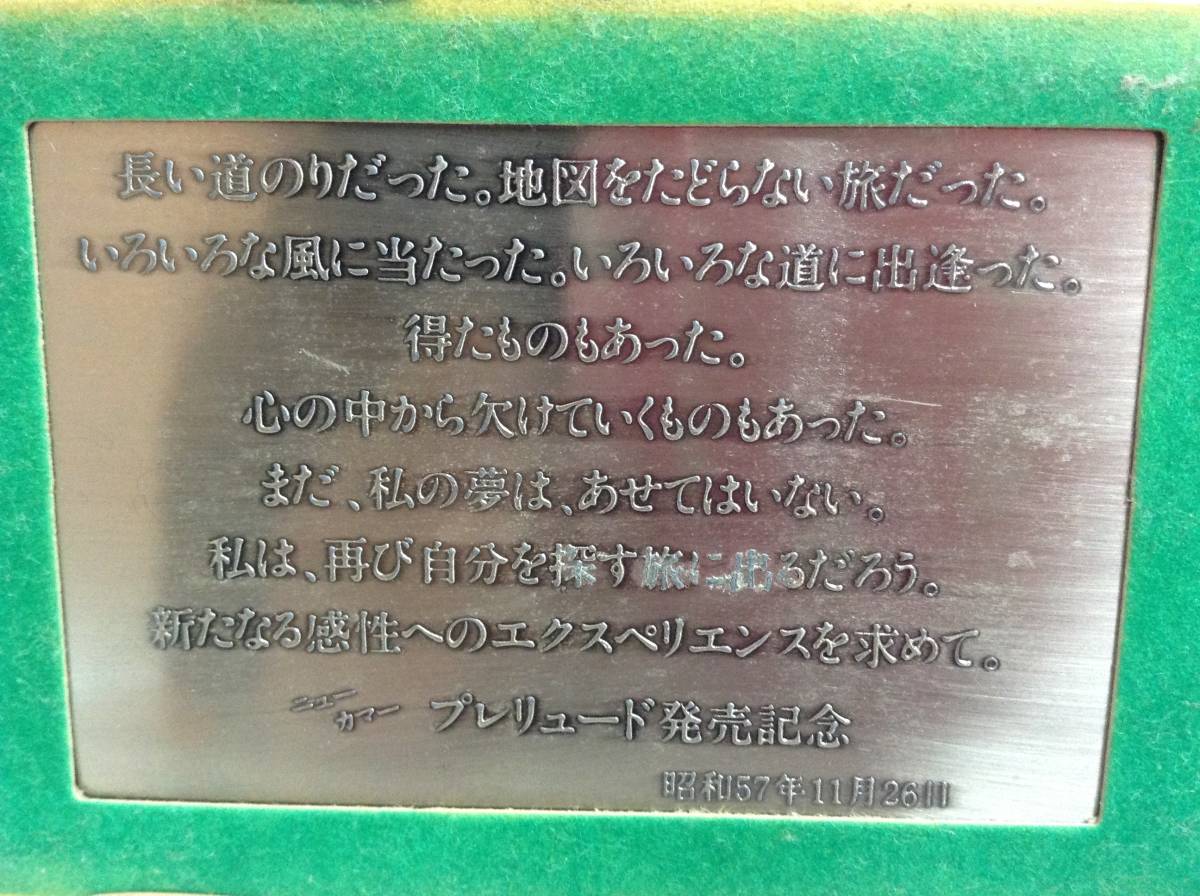 長い道のりだった。地図をたどらない旅だった。
いろいろな風に当たった。いろいろな道に出逢った。
得たものもあった。
心の中から欠けていくものもあった。
まだ、私の夢は、あせてはいない。
私は、再び自分を探す旅に出るだろう。
新たなる感性へのエクスペリエンスを求めて。
ニューカマー プレリュード発売記念
昭和57年11月26日